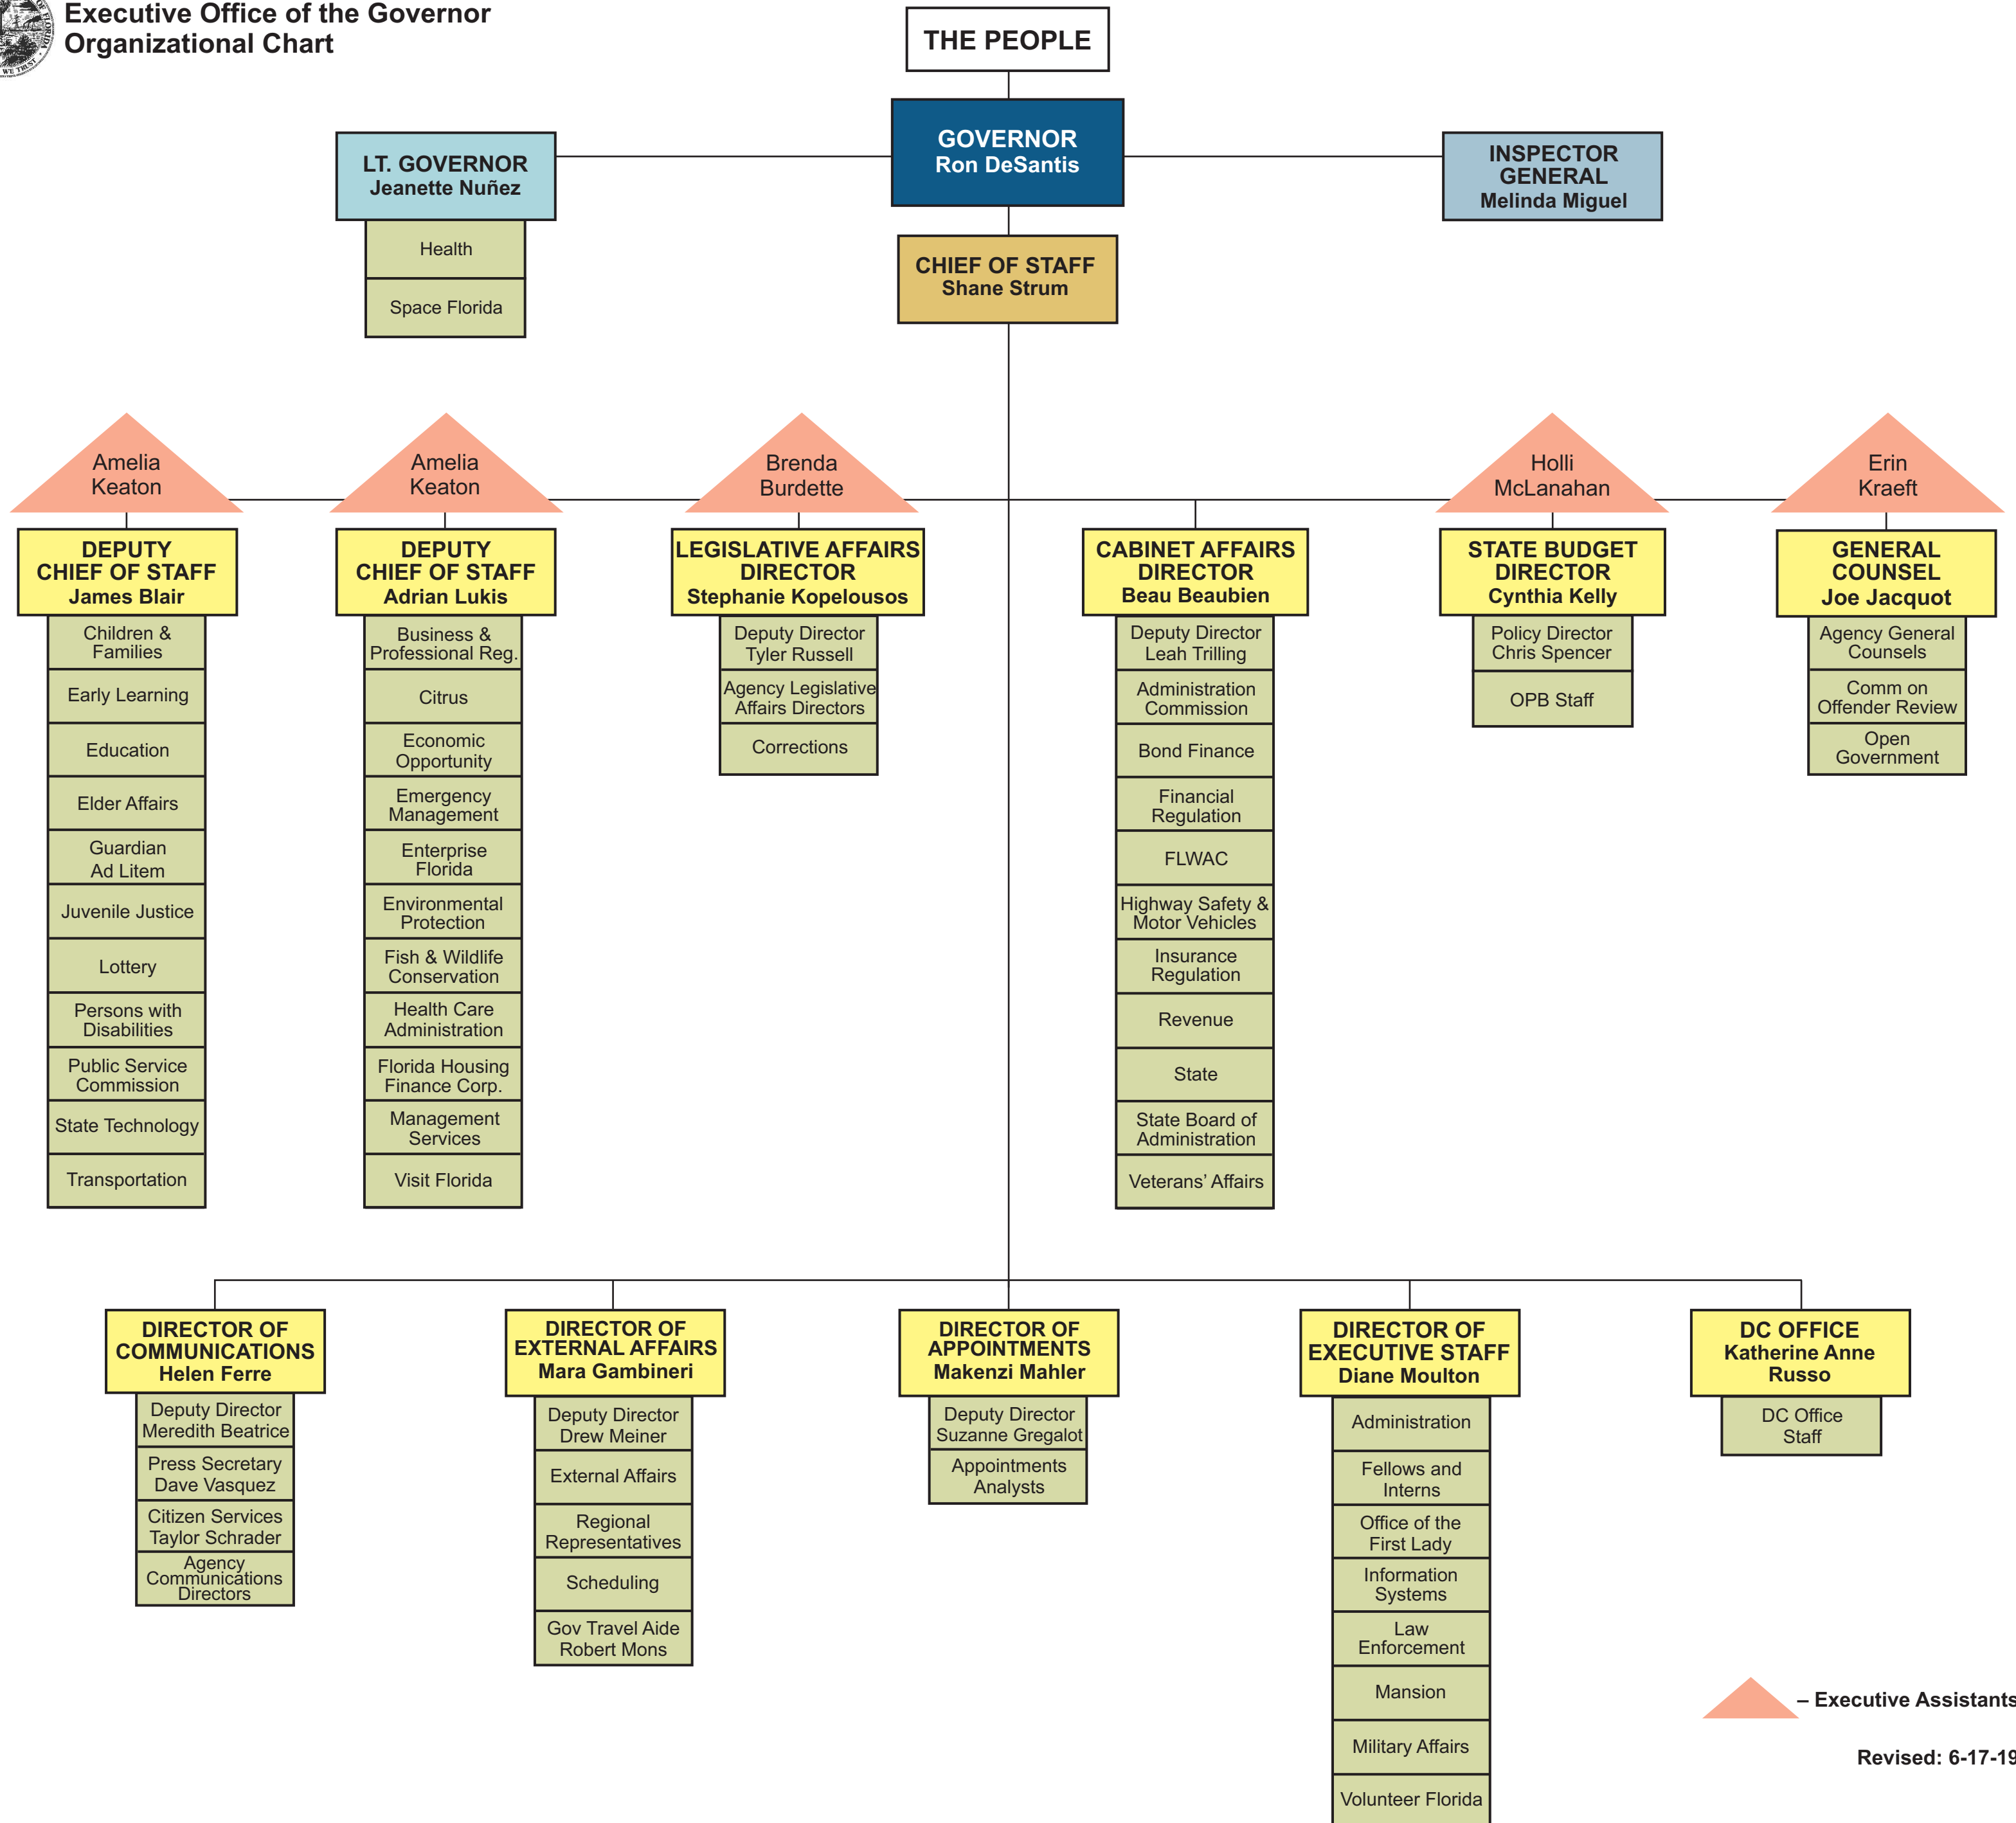 OF FLORIDA
WE TRUST
Executive Office of the Governor
Organizational Chart
THE PEOPLE
GOVERNOR
Ron DeSantis
LT. GOVERNOR
Jeanette Nuñez
Health
Space Florida
INSPECTOR
GENERAL
Melinda Miguel
CHIEF OF STAFF
Shane Strum
Amelia
Keaton
DEPUTY
CHIEF OF STAFF
James Blair
Children &
Families
Early Learning
Education
Elder Affairs
Guardian
Ad Litem
Juvenile Justice
Lottery
Persons with
Disabilities
Public Service
Commission
State Technology
Transportation
Amelia
Keaton
DEPUTY
CHIEF OF STAFF
Adrian Lukis
Business &
Professional Reg.
Citrus
Economic
Opportunity
Emergency
Management
Enterprise
Florida
Environmental
Protection
Fish & Wildlife
Conservation
Health Care
Administration
Florida Housing
Finance Corp.
Management
Services
Visit Florida
Brenda
Burdette
LEGISLATIVE AFFAIRS
DIRECTOR
Stephanie Kopelousos
Deputy Director
Tyler Russell
Agency Legislative
Affairs Directors
Corrections
CABINET AFFAIRS
DIRECTOR
Beau Beaubien
Deputy Director
Leah Trilling
Administration
Commission
Bond Finance
Financial
Regulation
FLWAC
Highway Safety &
Motor Vehicles
Insurance
Regulation
Revenue
State
State Board of
Administration
Veterans’ Affairs
Holli
McLanahan
STATE BUDGET
DIRECTOR
Cynthia Kelly
Policy Director
Chris Spencer
OPB Staff
Erin
Kraeft
GENERAL
COUNSEL
Joe Jacquot
Agency General
Counsels
Comm on
Offender Review
Open
Government
DIRECTOR OF
COMMUNICATIONS
Helen Ferre
Deputy Director
Meredith Beatrice
Press Secretary
Dave Vasquez
Citizen Services
Taylor Schrader
Agency
Communications
Directors
DIRECTOR OF
EXTERNAL AFFAIRS
Mara Gambineri
Deputy Director
Drew Meiner
External Affairs
Regional
Representatives
Scheduling
Gov Travel Aide
Robert Mons
DIRECTOR OF
APPOINTMENTS
Makenzi Mahler
Deputy Director
Suzanne Gregalot
Appointments
Analysts
DIRECTOR OF
EXECUTIVE STAFF
Diane Moulton
Administration
Fellows and
Interns
Office of the
First Lady
Information
Systems
Law
Enforcement
Mansion
Military Affairs
Volunteer Florida
DC OFFICE
Katherine Anne
Russo
DC Office
Staff
– Executive Assistants
Revised: 6-17-19